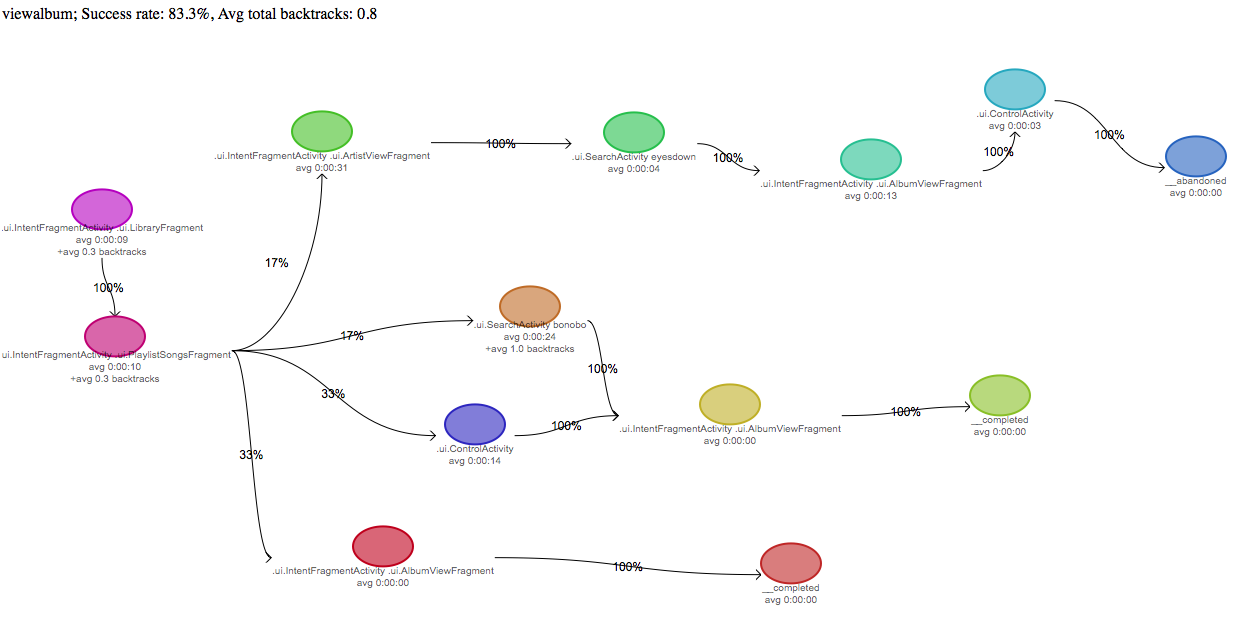 viewalbum; Success rate: 83.3%, Avg total backtracks: 0.8
.ui.ControlActivity
avg 0:00:03
100%
100%
.ui.IntentFragmentActivity .ui.ArtistViewFragment
avg 0:00:31
100%
.ui.SearchActivity eyesdown
avg 0:00:04
100%
.ui.IntentFragmentActivity .ui.AlbumViewFragment
avg 0:00:13
__abandoned
avg 0:00:00
.ui.IntentFragmentActivity .ui.LibraryFragment
avg 0:00:09
+avg 0.3 backtracks
100%
17%
.ui.IntentFragmentActivity .ui.PlaylistSongsFragment
avg 0:00:10
+avg 0.3 backtracks
17%
.ui.SearchActivity bonobo
avg 0:00:24
+avg 1.0 backtracks
100%
33%
.ui.ControlActivity
avg 0:00:14
100%
.ui.IntentFragmentActivity .ui.AlbumViewFragment
avg 0:00:00
100%
__completed
avg 0:00:00
33%
.ui.IntentFragmentActivity .ui.AlbumViewFragment
avg 0:00:00
100%
__completed
avg 0:00:00